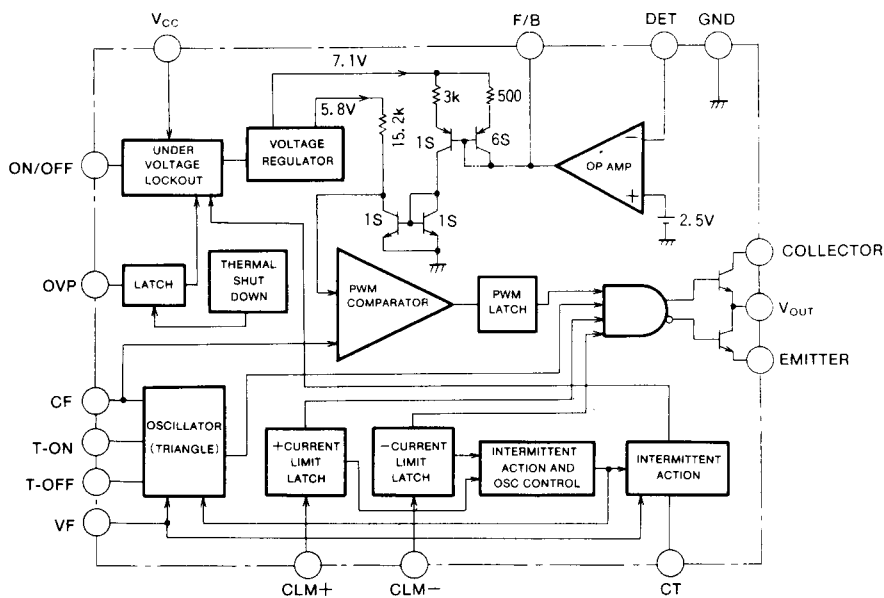 VCC
F/B
DET
GND
7.1V
5.8V
15.2k
3k
500
1S
6S
UNDER
VOLTAGE
LOCKOUT
VOLTAGE
REGULATOR
ON/OFF
OP AMP
−
+
2.5V
1S
1S
COLLECTOR
OVP
LATCH
THERMAL
SHUT
DOWN
PWM
COMPARATOR
PWM
LATCH
VOUT
EMITTER
CF
T-ON
T-OFF
VF
OSCILLATOR
(TRIANGLE)
+CURRENT
LIMIT
LATCH
−CURRENT
LIMIT
LATCH
INTERMITTENT
ACTION AND
OSC CONTROL
INTERMITTENT
ACTION
CLM+
CLM−
CT